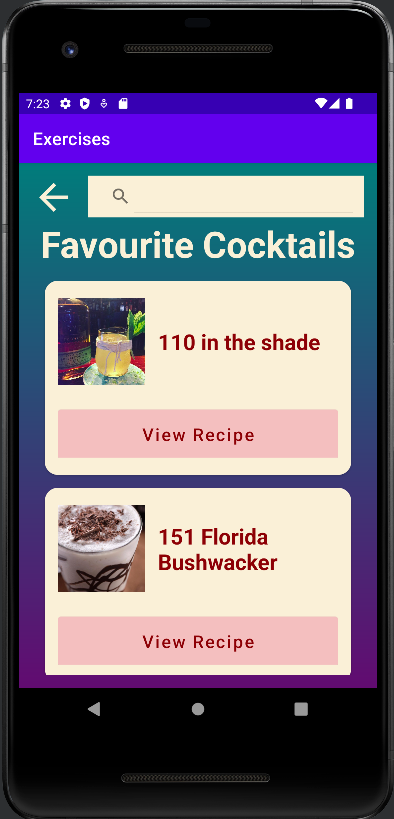 7:23
Exercises
Favourite Cocktails
110 in the shade
View Recipe
151 Florida
Bushwacker
View Recipe